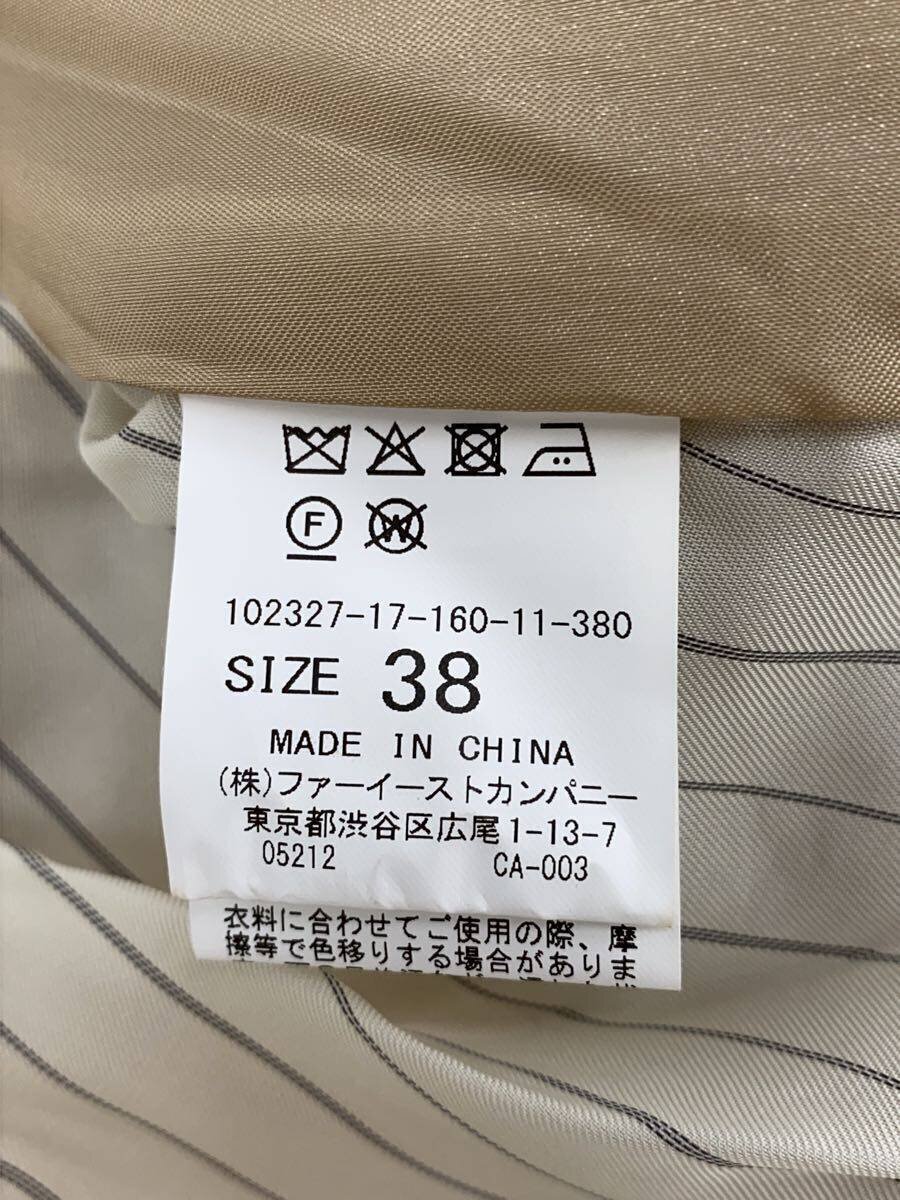 F
W
102327-17-160-11-380
SIZE 38
MADE IN CHINA
(株)ファーイーストカンパニー
東京都渋谷区広尾1-13-7
05212 CA-003
衣料に合わせてご使用の際、摩
擦等で色移りする場合がありま